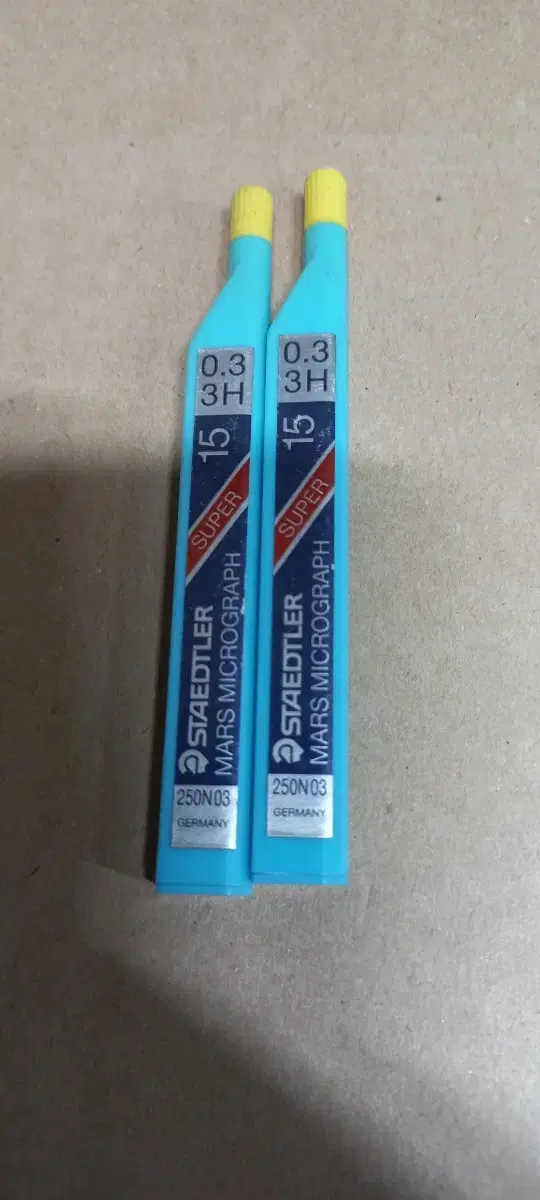 0.3
3H
15
SUPER
STAEDTLER
MARS MICROGRAPH
250N03
GERMANY
0.3
3H
15
SUPER
STAEDTLER
MARS MICROGRAPH
250N03
GERMANY